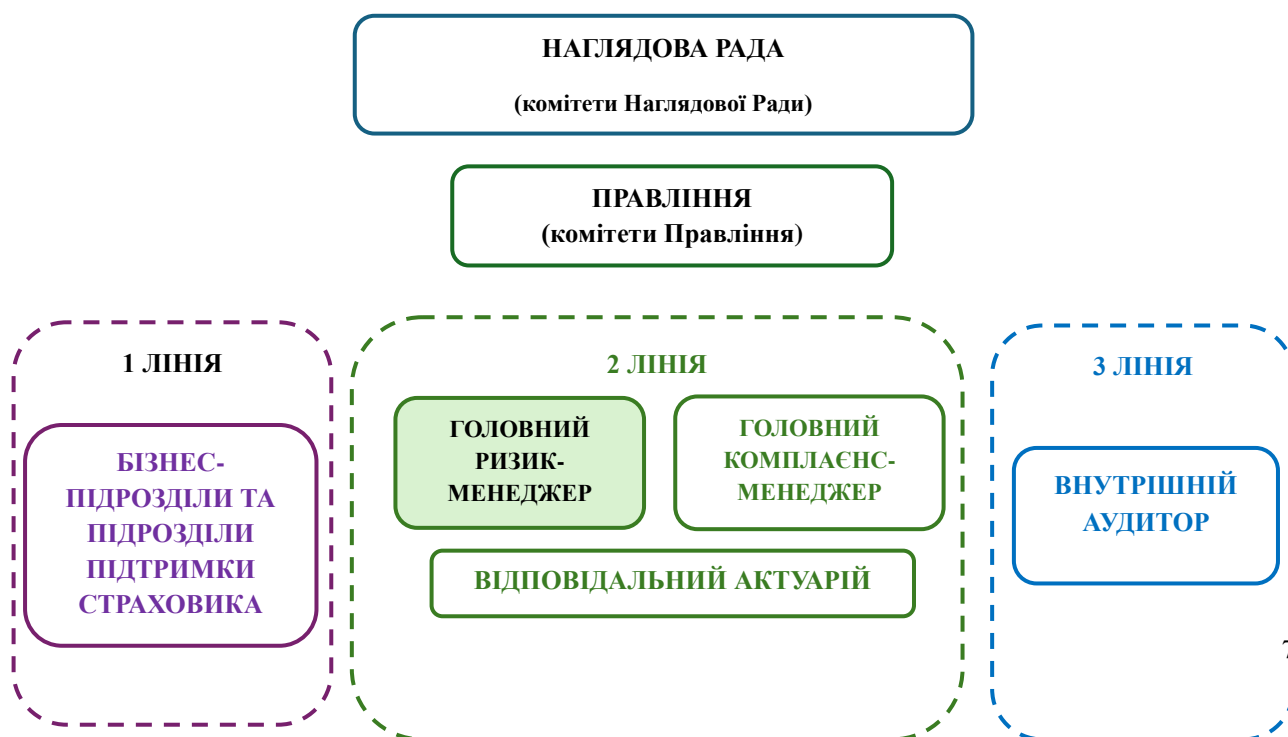 НАГЛЯДОВА РАДА
(комітети Наглядової Ради)
ПРАВЛІННЯ
(комітети Правління)
1 ЛІНІЯ
БІЗНЕС-
ПІДРОЗДІЛИ ТА
ПІДРОЗДІЛИ
ПІДТРИМКИ
СТРАХОВИКА
2 ЛІНІЯ
ГОЛОВНИЙ
РИЗИК-
МЕНЕДЖЕР
ГОЛОВНИЙ
КОМПЛАЄНС-
МЕНЕДЖЕР
ВІДПОВІДАЛЬНИЙ АКТУАРІЙ
3 ЛІНІЯ
ВНУТРІШНІЙ
АУДИТОР
7